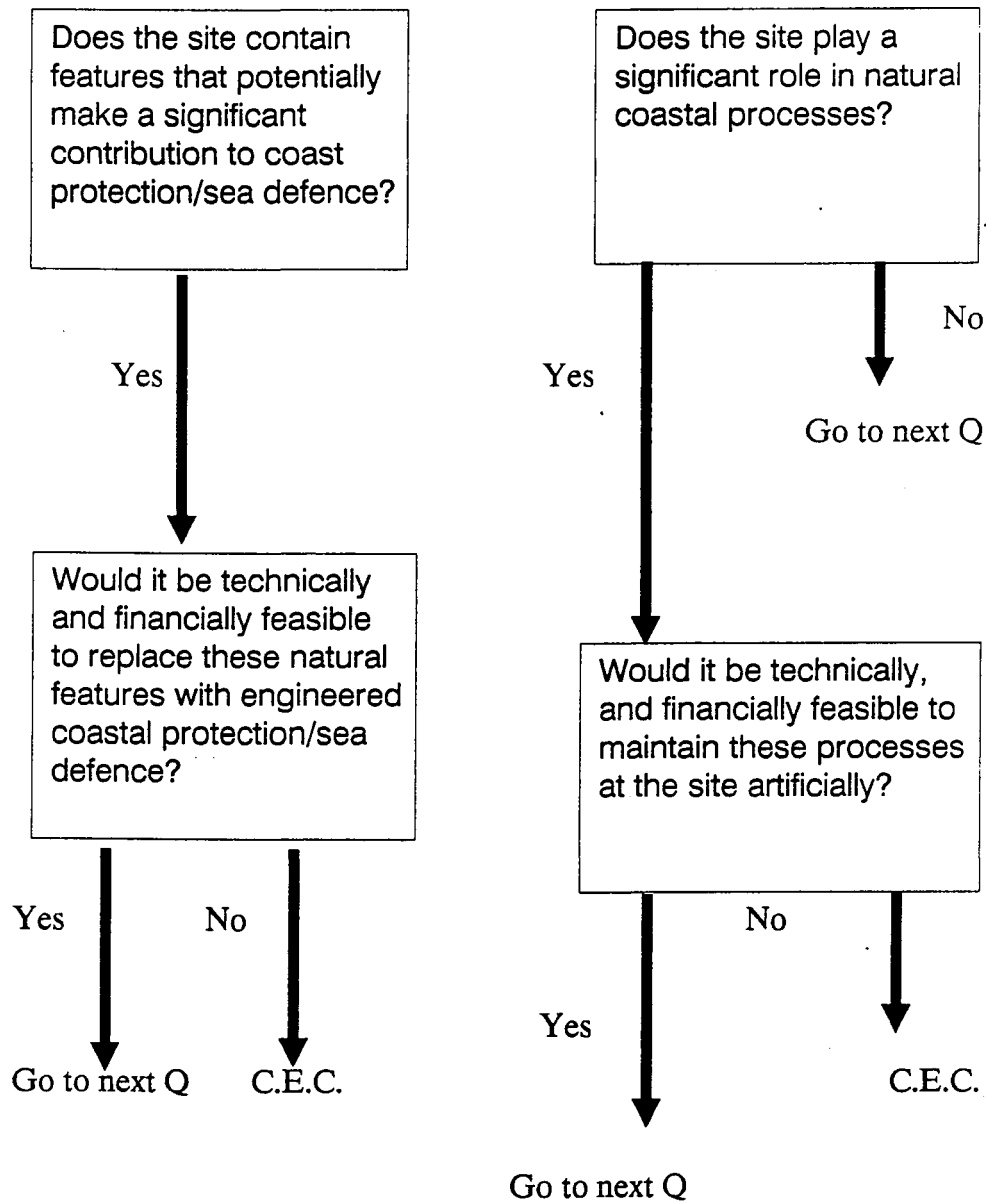 Does the site contain
features that potentially
make a significant
contribution to coast
protection/sea defence?
Yes
Would it be technically
and financially feasible
to replace these natural
features with engineered
coastal protection/sea
defence?
Yes
No
Go to next Q
C.E.C.
Does the site play a
significant role in natural
coastal processes?
No
Yes
Go to next Q
Would it be technically,
and financially feasible to
maintain these processes
at the site artificially?
No
Yes
C.E.C.
Go to next Q